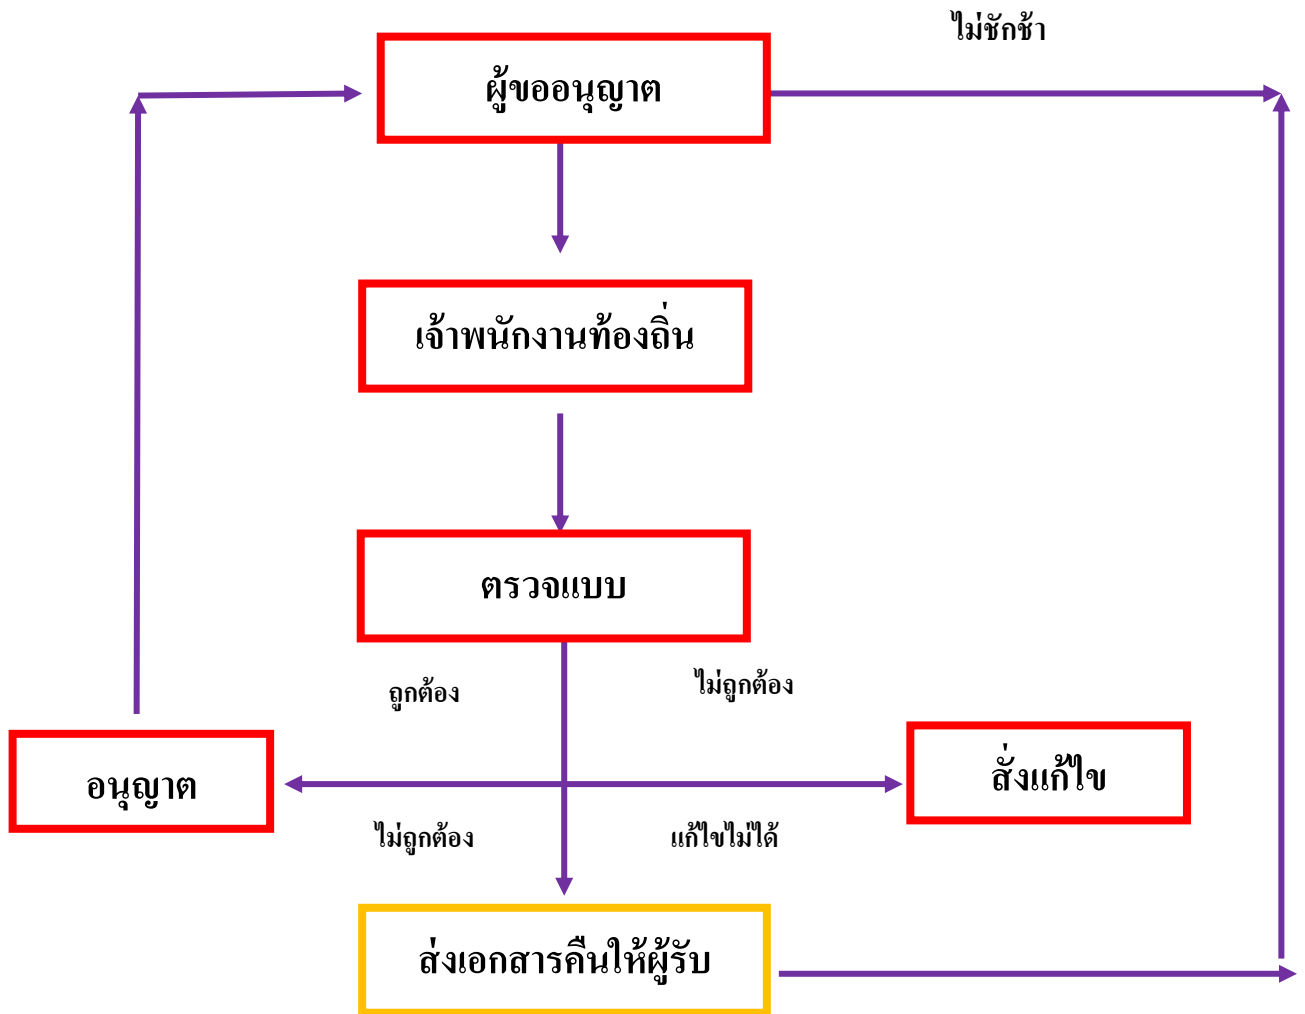 ไม่ชักช้า
ผู้ขออนุญาต
เจ้าพนักงานท้องถิ่น
ตรวจแบบ
ถูกต้อง
ไม่ถูกต้อง
อนุญาต
สั่งแก้ไข
ไม่ถูกต้อง
แก้ไขไม่ได้
ส่งเอกสารคืนให้ผู้รับ